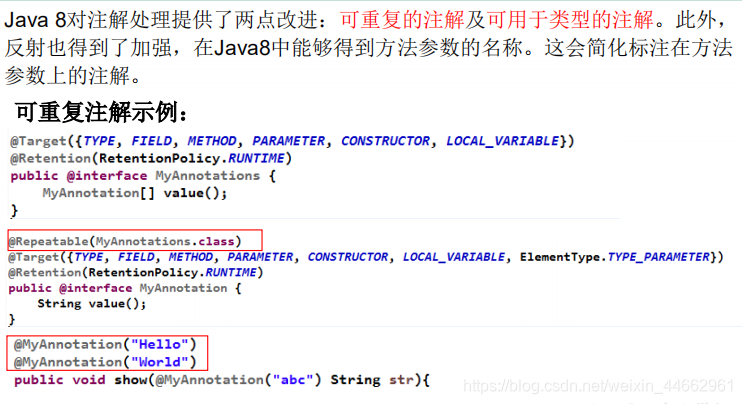 Java 8对注解处理提供了两点改进：可重复的注解及可用于类型的注解。此外，
反射也得到了加强，在Java8中能够得到方法参数的名称。这会简化标注在方法
参数上的注解。
可重复注解示例：
@Target({TYPE, FIELD, METHOD, PARAMETER, CONSTRUCTOR, LOCAL_VARIABLE})
@Retention(RetentionPolicy.RUNTIME)
public @interface MyAnnotations {
    MyAnnotation[] value();
}
@Repeatable(MyAnnotations.class)
@Target({TYPE, FIELD, METHOD, PARAMETER, CONSTRUCTOR, LOCAL_VARIABLE, ElementType.TYPE_PARAMETER})
@Retention(RetentionPolicy.RUNTIME)
public @interface MyAnnotation {
    String value();
}
@MyAnnotation("Hello")
@MyAnnotation("World")
public void show(@MyAnnotation("abc") String str){
https://blog.csdn.net/weixin_44662961